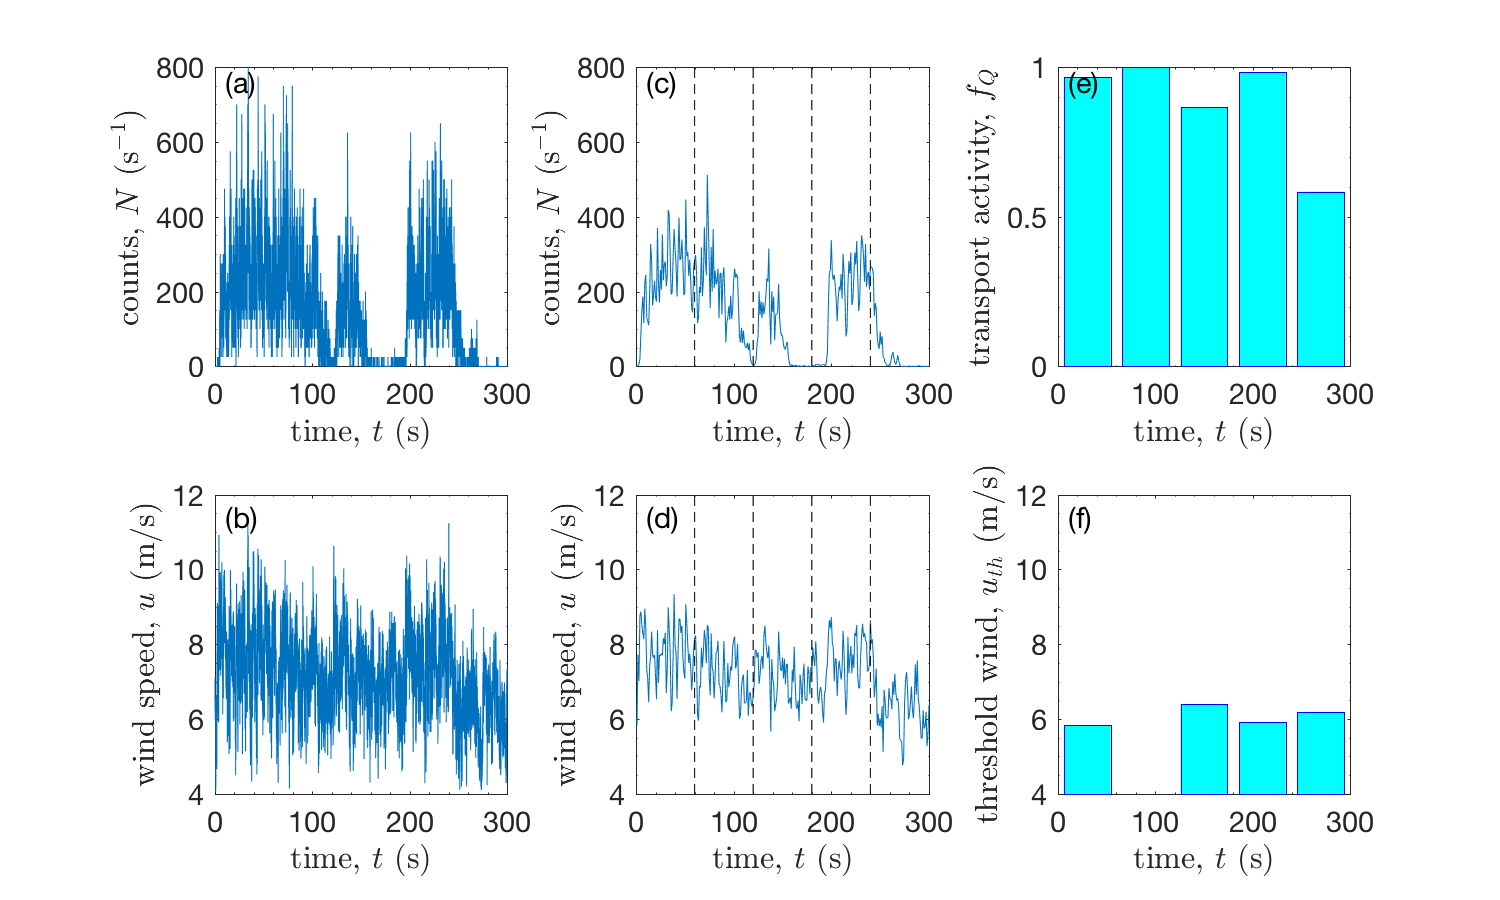 (a)
800
600
400
200
0
counts, N (s⁻¹)
0 100 200 300
time, t (s)
(c)
800
600
400
200
0
counts, N (s⁻¹)
0 100 200 300
time, t (s)
(e)
1
0.5
0
transport activity, f_Q
0 100 200 300
time, t (s)
(b)
12
10
8
6
4
wind speed, u (m/s)
0 100 200 300
time, t (s)
(d)
12
10
8
6
4
wind speed, u (m/s)
0 100 200 300
time, t (s)
(f)
12
10
8
6
4
threshold wind, u_th (m/s)
0 100 200 300
time, t (s)